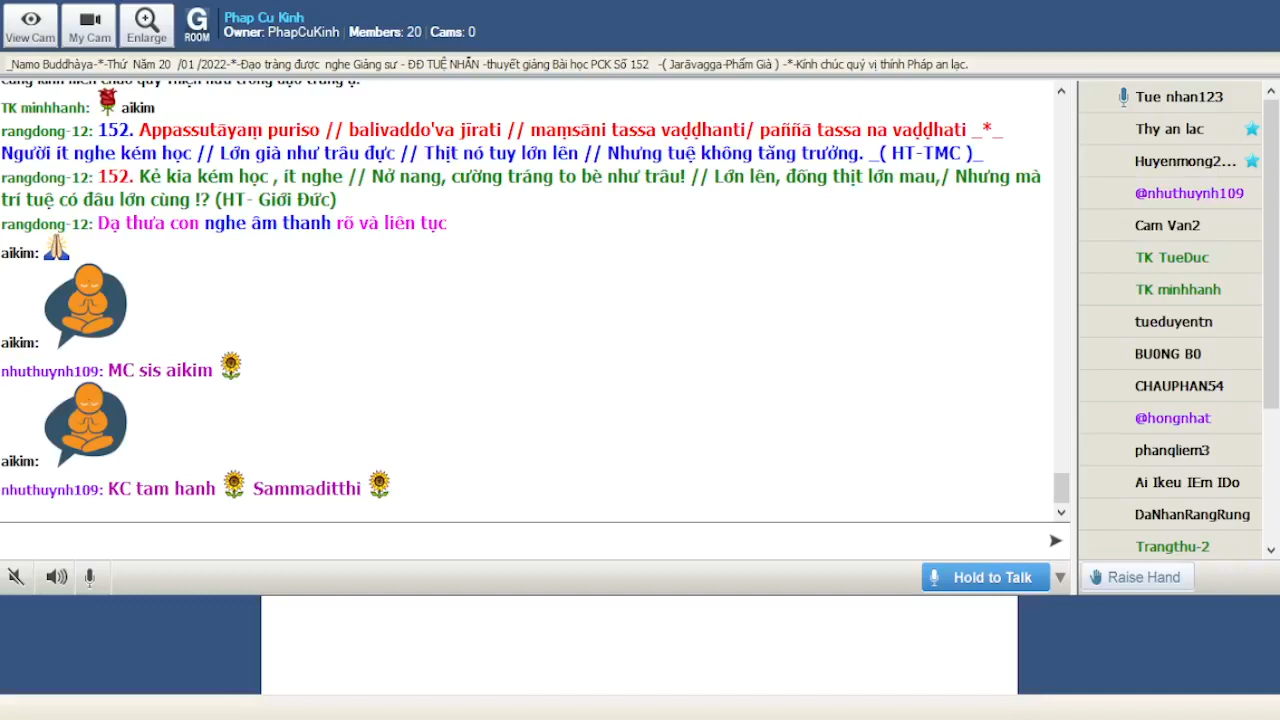 View Cam
My Cam
Enlarge
G
ROOM
Phap Cu Kinh
Owner: PhapCuKinh | Members: 20 | Cams: 0
_Namo Buddhàya-*-Thứ Năm 20 /01 /2022-*-Đạo tràng được nghe Giảng sư - ĐĐ TUỆ NHẪN -thuyết giảng Bài học PCK Số 152 -( Jarāvagga-Phẩm Già ) -*-Kính chúc quý vị thính Pháp an lạc.
TK minhhanh: aikim
rangdong-12: 152. Appassutāyaṃ puriso // balivaddo'va jīrati // maṃsāni tassa vaḍḍhanti/ paññā tassa na vaḍḍhati _*_
Người ít nghe kém học // Lớn già như trâu đực // Thịt nó tuy lớn lên // Nhưng tuệ không tăng trưởng. _( HT-TMC )_
rangdong-12: 152. Kẻ kia kém học , ít nghe // Nở nang, cường tráng to bè như trâu! // Lớn lên, đống thịt lớn mau,/ Nhưng mà
trí tuệ có đâu lớn cùng !? (HT- Giới Đức)
rangdong-12: Dạ thưa con nghe âm thanh rõ và liên tục
aikim:
aikim:
nhuthuynh109: MC sis aikim
aikim:
nhuthuynh109: KC tam hanh Sammaditthi
Hold to Talk
Tue nhan123
Thy an lac
Huyenmong2...
@nhuthuynh109
Cam Van2
TK TueDuc
TK minhhanh
tueduyentn
BU0NG B0
CHAUPHAN54
@hongnhat
phanqliem3
Ai Ikeu IEm IDo
DaNhanRangRung
Trangthu-2
Raise Hand